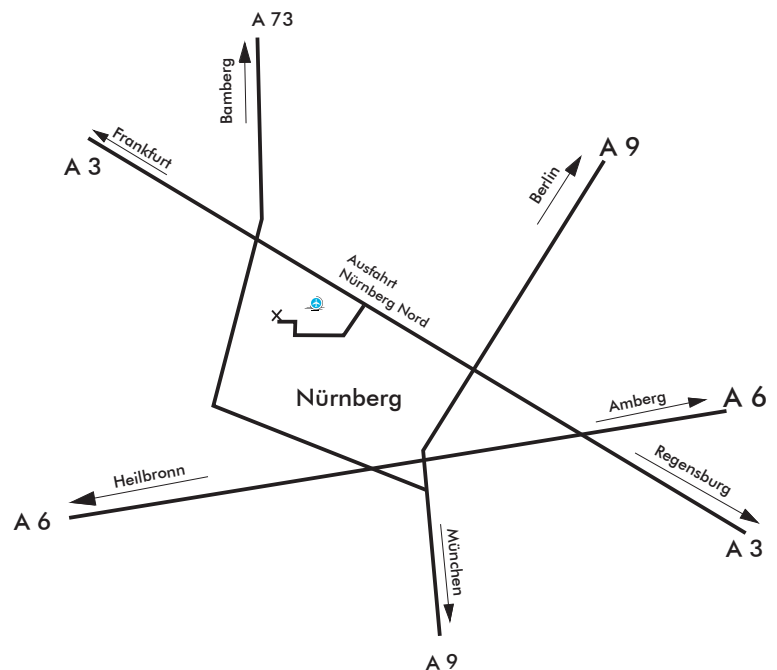 A 73
Bamberg
Frankfurt
A 3
A 9
Berlin
Ausfahrt
Nürnberg Nord
Nürnberg
Amberg
A 6
Heilbronn
Regensburg
A 6
München
A 3
A 9